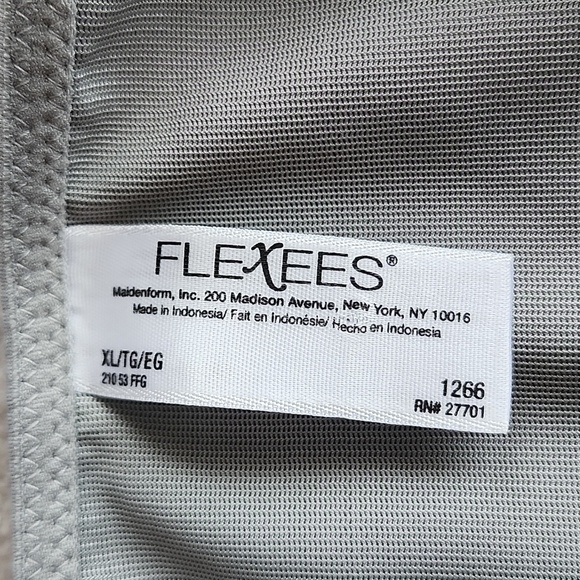 FLEXEES®
Maidenform, Inc. 200 Madison Avenue, New York, NY 10016
Made in Indonesia/ Fait en Indonésie/ Hecho en Indonesia
XL/TG/EG
210 53 FFG
1266
RN# 27701